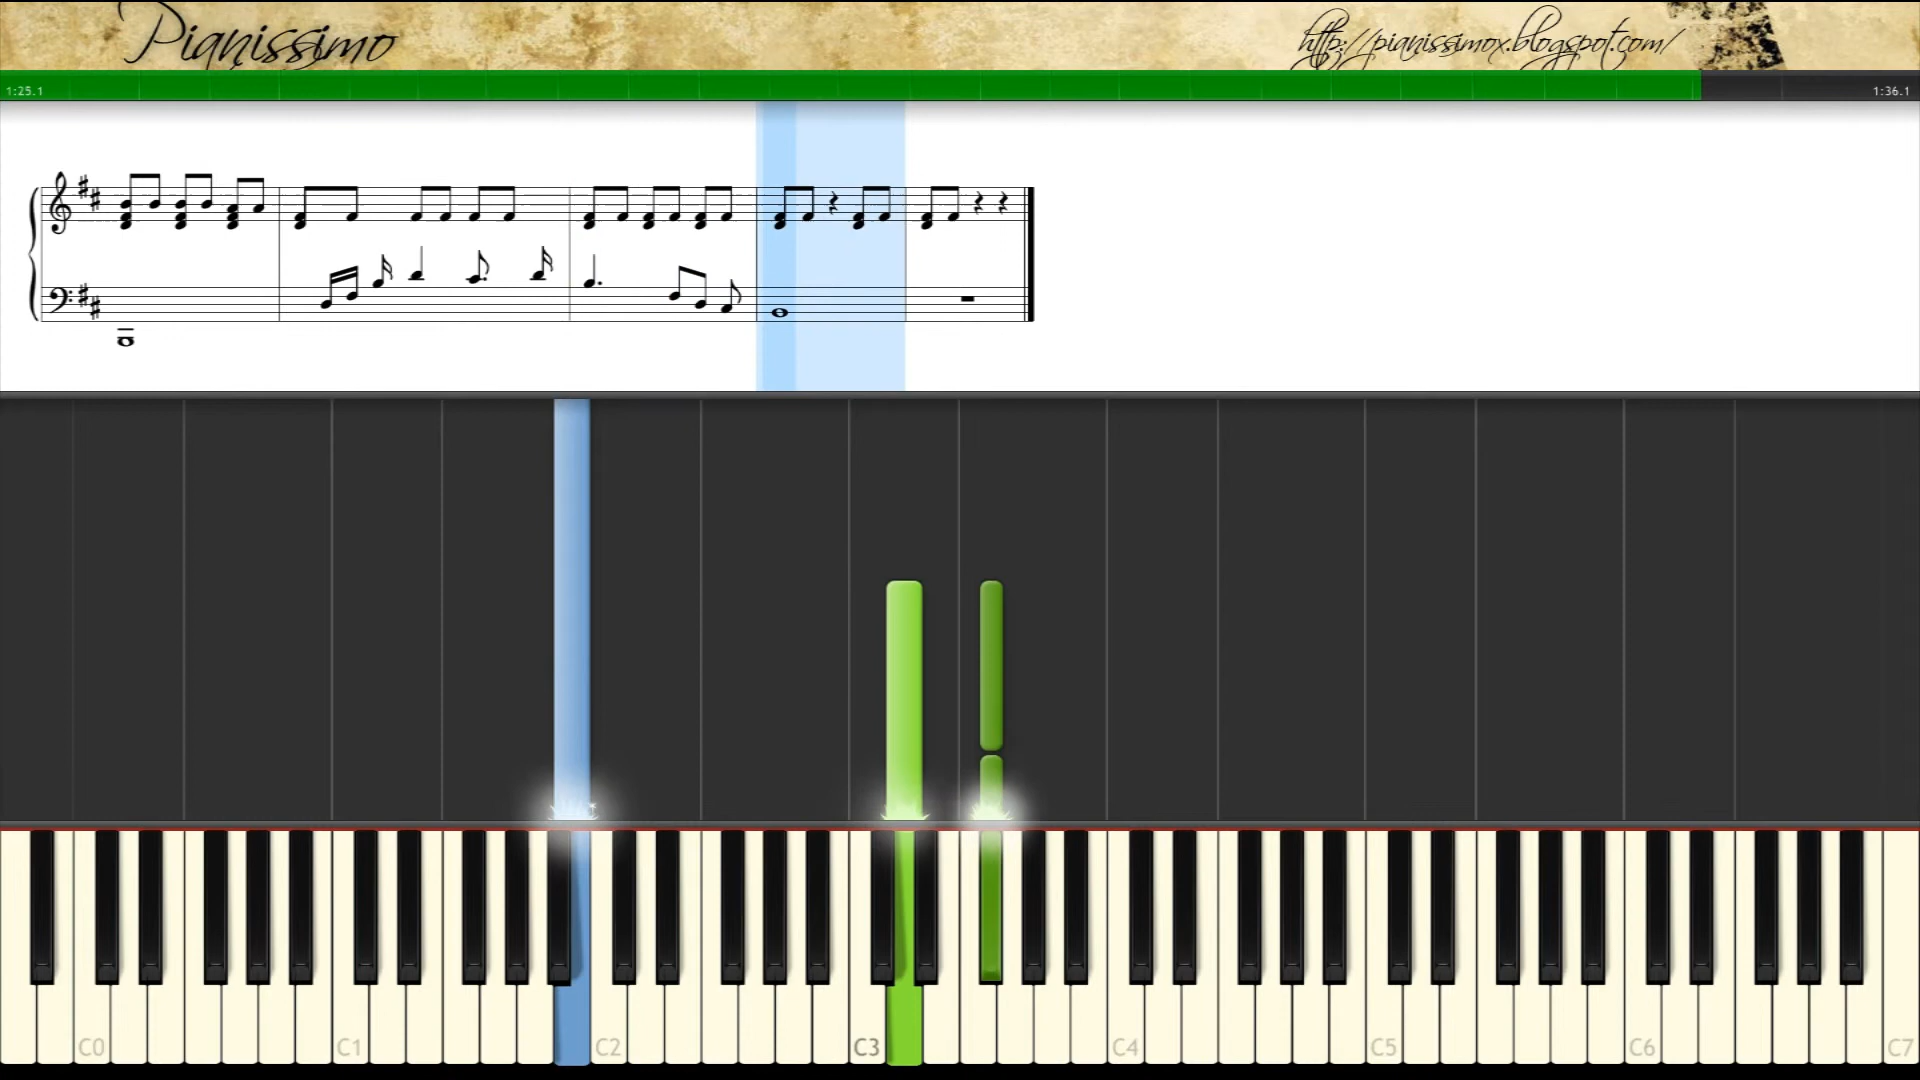 Pianissimo
http://pianissimox.blogspot.com/
1:25.1
1:36.1
C0 C1 C2 C3 C4 C5 C6 C7